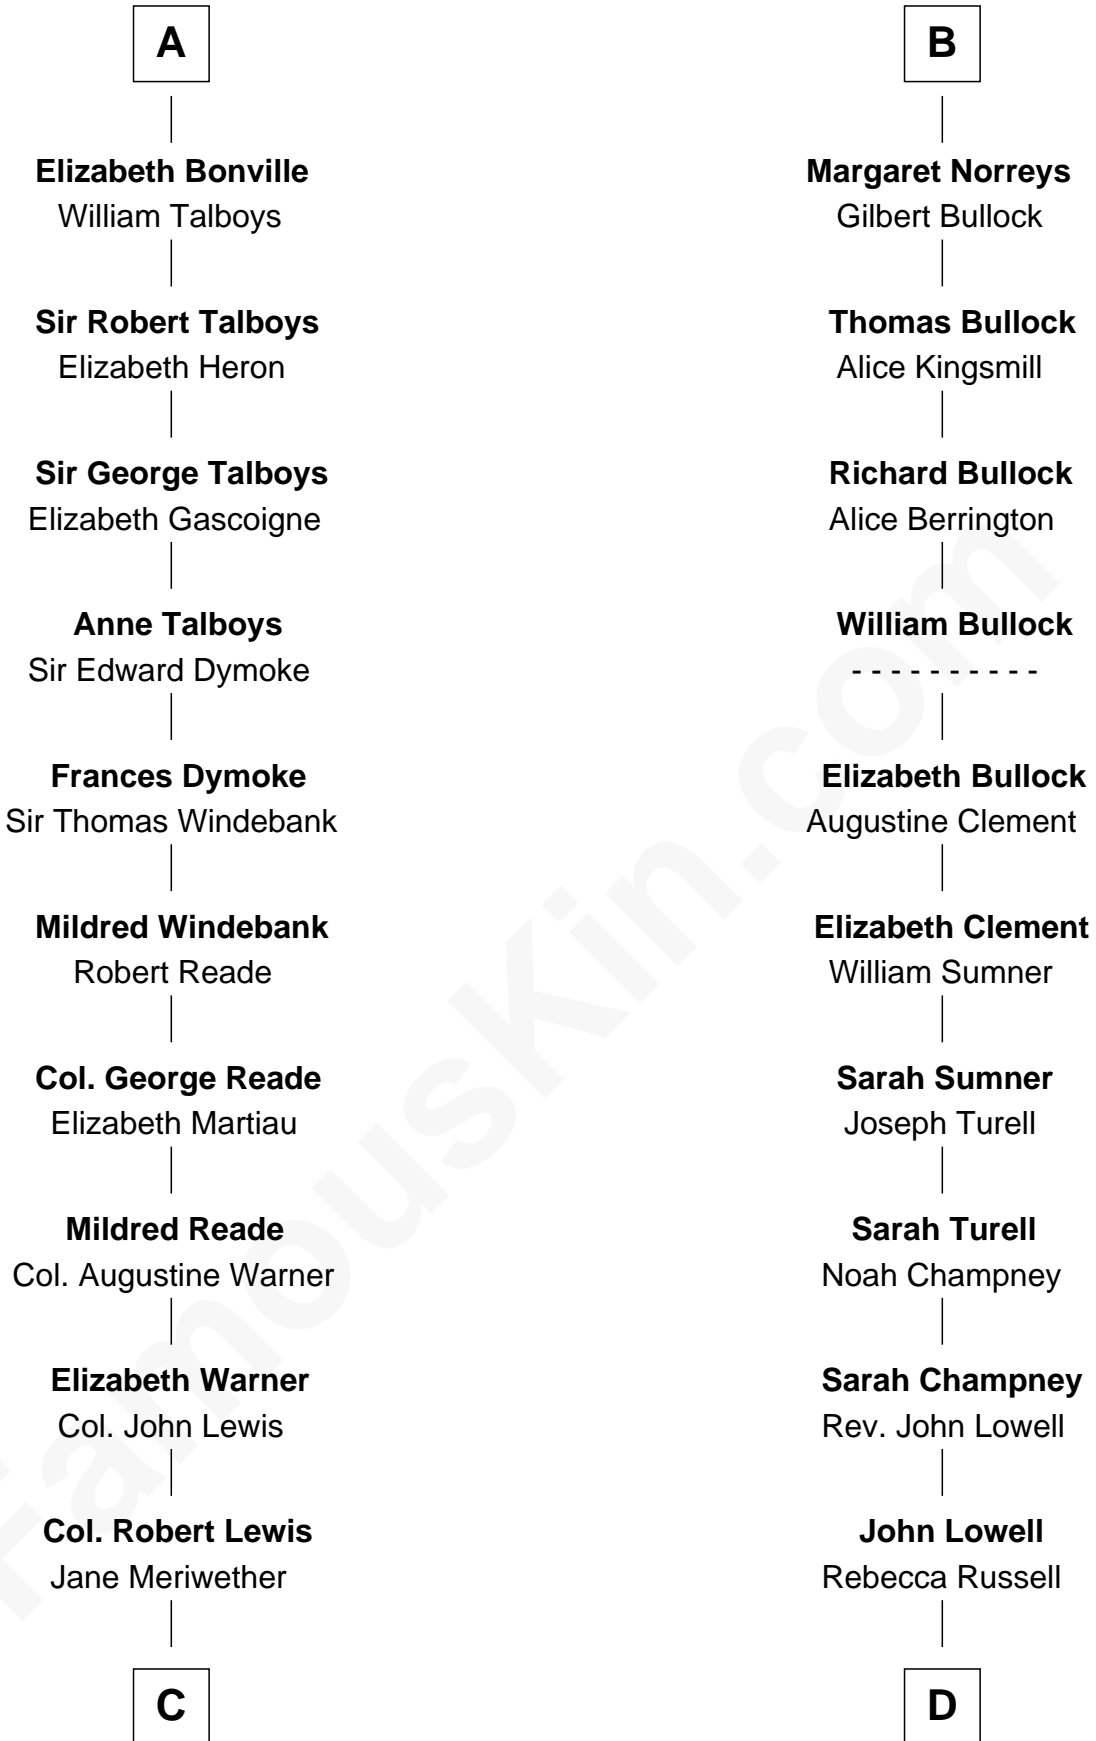 A
Elizabeth Bonville
William Talboys
Sir Robert Talboys
Elizabeth Heron
Sir George Talboys
Elizabeth Gascoigne
Anne Talboys
Sir Edward Dymoke
Frances Dymoke
Sir Thomas Windebank
Mildred Windebank
Robert Reade
Col. George Reade
Elizabeth Martiau
Mildred Reade
Col. Augustine Warner
Elizabeth Warner
Col. John Lewis
Col. Robert Lewis
Jane Meriwether
C
B
Margaret Norreys
Gilbert Bullock
Thomas Bullock
Alice Kingsmill
Richard Bullock
Alice Berrington
William Bullock
- - - - - - - - - -
Elizabeth Bullock
Augustine Clement
Elizabeth Clement
William Sumner
Sarah Sumner
Joseph Turell
Sarah Turell
Noah Champney
Sarah Champney
Rev. John Lowell
John Lowell
Rebecca Russell
D
FamousKin.com